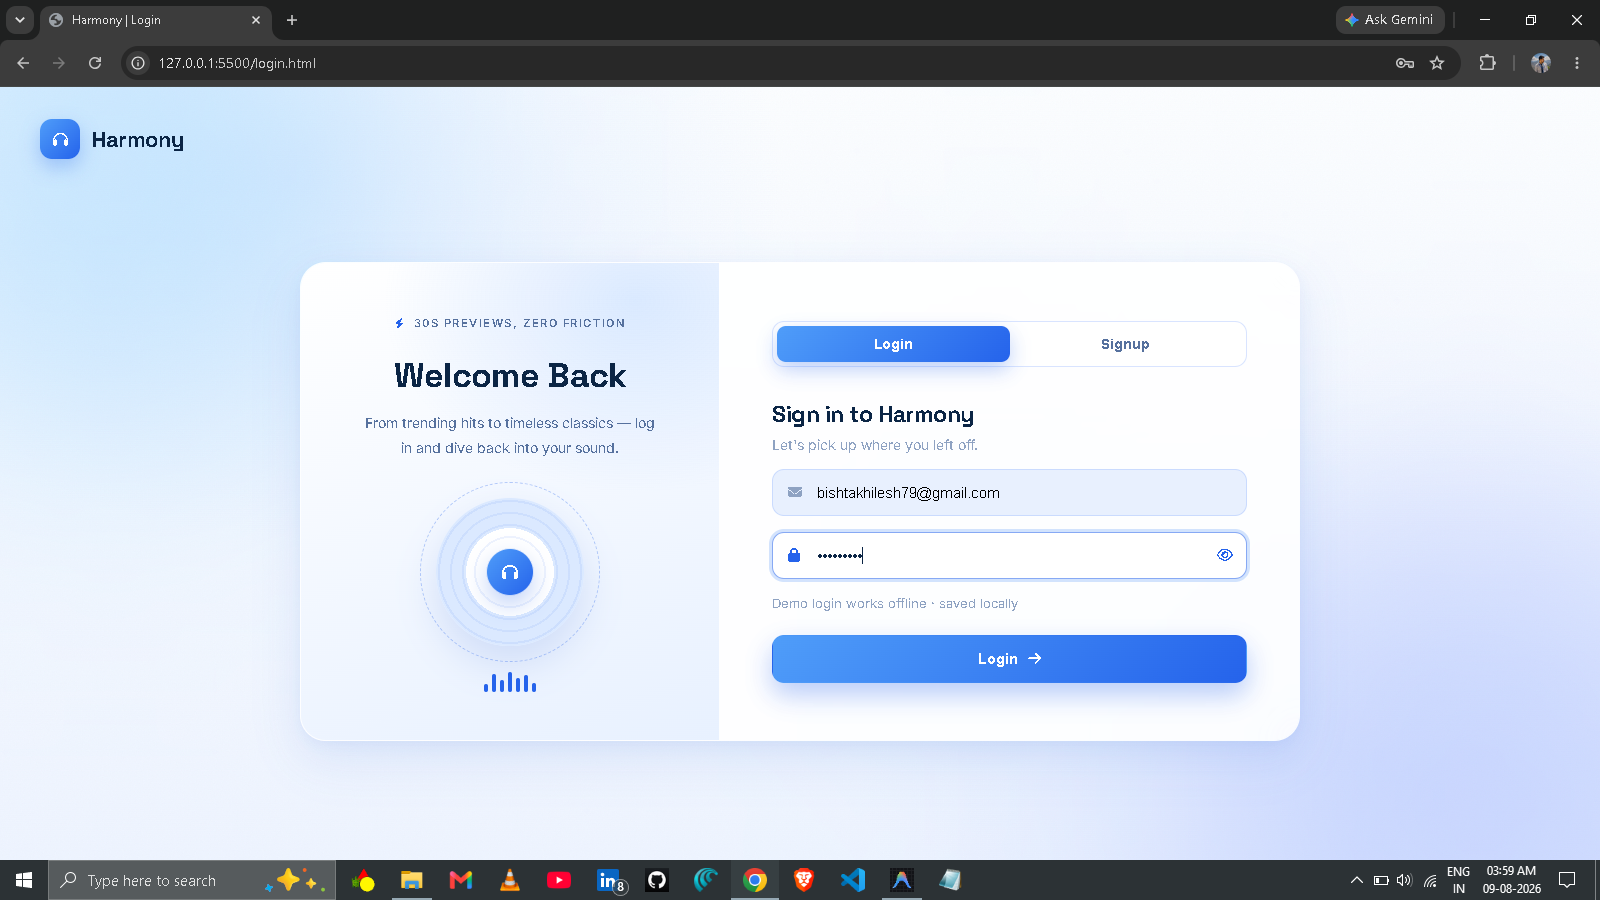 Harmony | Login
Ask Gemini
127.0.0.1:5500/login.html
Harmony
30S PREVIEWS, ZERO FRICTION
Welcome Back
From trending hits to timeless classics — log
in and dive back into your sound.
Login
Signup
Sign in to Harmony
Let's pick up where you left off.
bishtakhilesh79@gmail.com
•••••••••
Demo login works offline · saved locally
Login →
Type here to search
8
ENG
IN
03:59 AM
09-08-2026